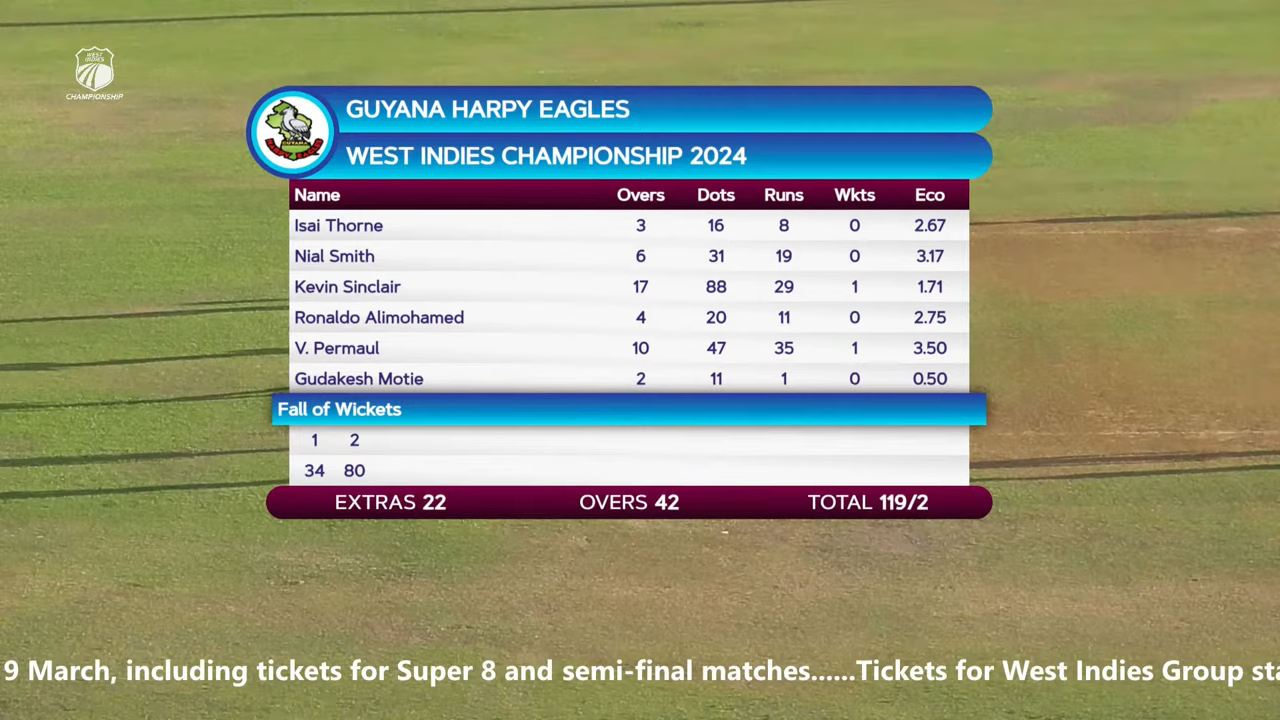 WEST
INDIES
CHAMPIONSHIP
GUYANA HARPY EAGLES
WEST INDIES CHAMPIONSHIP 2024
GUYANA
HARPY EAGLES
Name Overs Dots Runs Wkts Eco
Isai Thorne 3 16 8 0 2.67
Nial Smith 6 31 19 0 3.17
Kevin Sinclair 17 88 29 1 1.71
Ronaldo Alimohamed 4 20 11 0 2.75
V. Permaul 10 47 35 1 3.50
Gudakesh Motie 2 11 1 0 0.50
Fall of Wickets
1 2
34 80
EXTRAS 22 OVERS 42 TOTAL 119/2
9 March, including tickets for Super 8 and semi-final matches......Tickets for West Indies Group sta